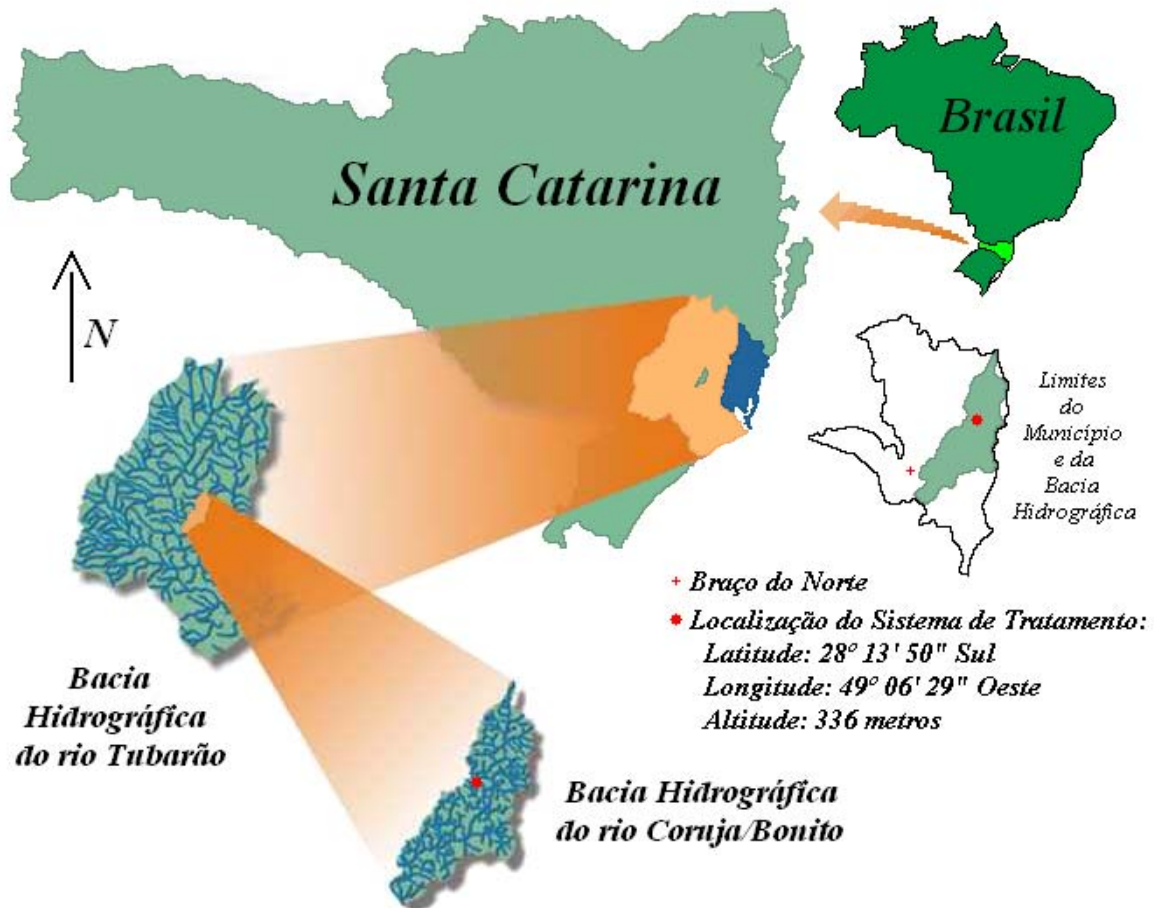 Santa Catarina
Brasil
N
Limites
do
Município
e da
Bacia
Hidrográfica
+ Braço do Norte
Localização do Sistema de Tratamento:
Latitude: 28º 13' 50" Sul
Longitude: 49º 06' 29" Oeste
Altitude: 336 metros
Bacia
Hidrográfica
do rio Tubarão
Bacia Hidrográfica
do rio Coruja/Bonito